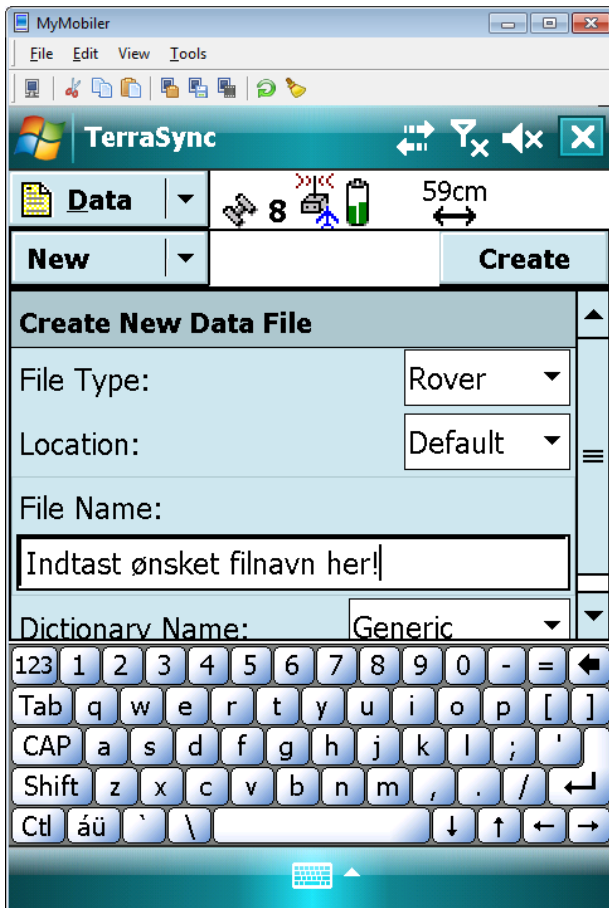 MyMobiler
File Edit View Tools
TerraSync
Data 8 59cm
New Create
Create New Data File
File Type: Rover
Location: Default
File Name:
Indtast ønsket filnavn her!
Dictionary Name: Generic
123 1 2 3 4 5 6 7 8 9 0 - =
Tab q w e r t y u i o p [ ]
CAP a s d f g h j k l ; '
Shift z x c v b n m , . /
Ctl áü ` \